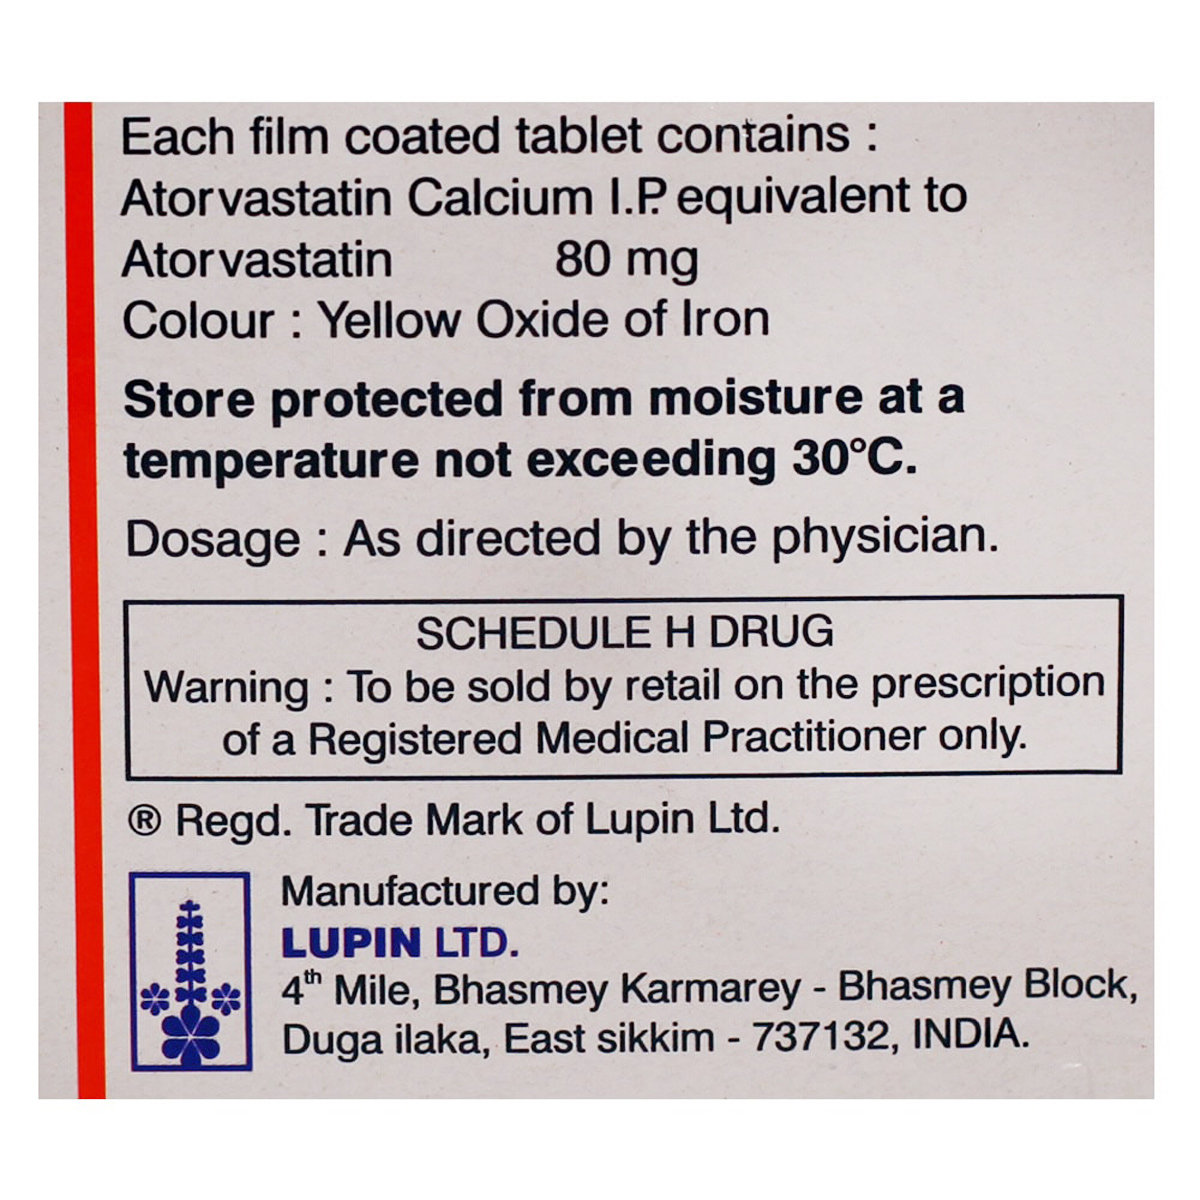 Each film coated tablet contains :
Atorvastatin Calcium I.P. equivalent to
Atorvastatin 80 mg
Colour : Yellow Oxide of Iron
Store protected from moisture at a
temperature not exceeding 30°C.
Dosage : As directed by the physician.
SCHEDULE H DRUG
Warning : To be sold by retail on the prescription
of a Registered Medical Practitioner only.
® Regd. Trade Mark of Lupin Ltd.
Manufactured by:
LUPIN LTD.
4th Mile, Bhasmey Karmarey - Bhasmey Block,
Duga ilaka, East sikkim - 737132, INDIA.